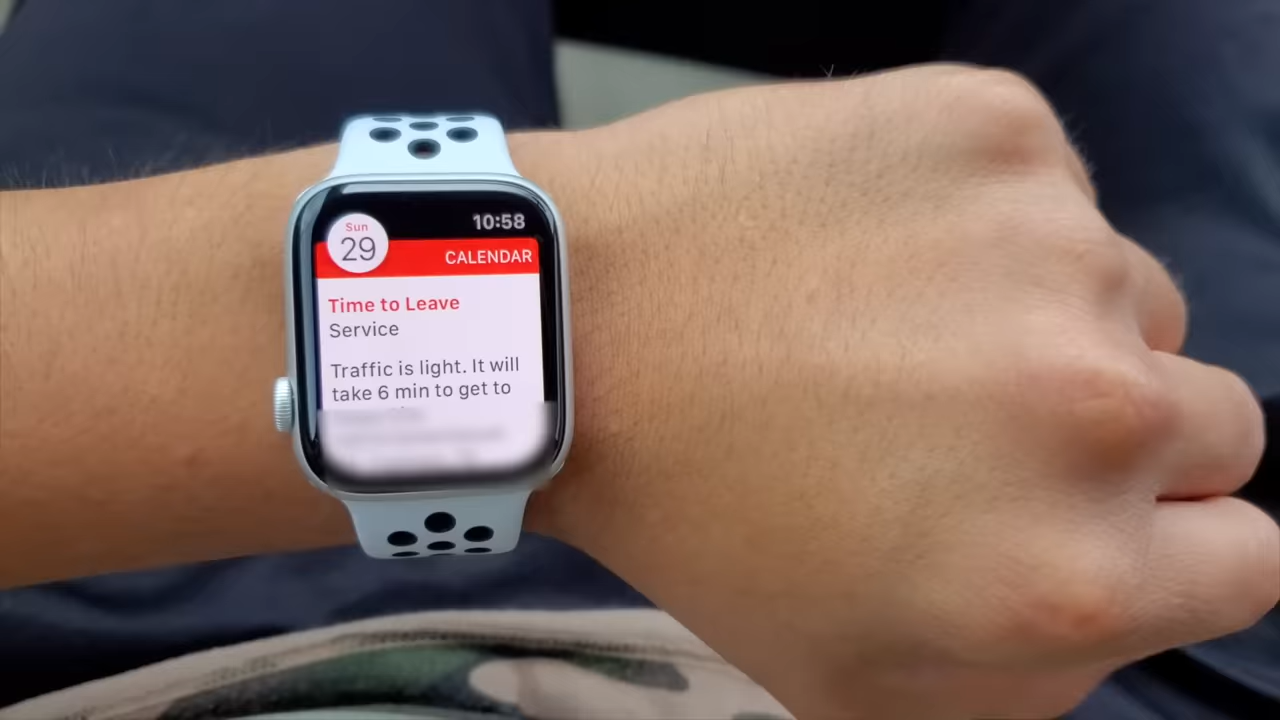 10:58
Sun
29
CALENDAR
Time to Leave
Service
Traffic is light. It will
take 6 min to get to